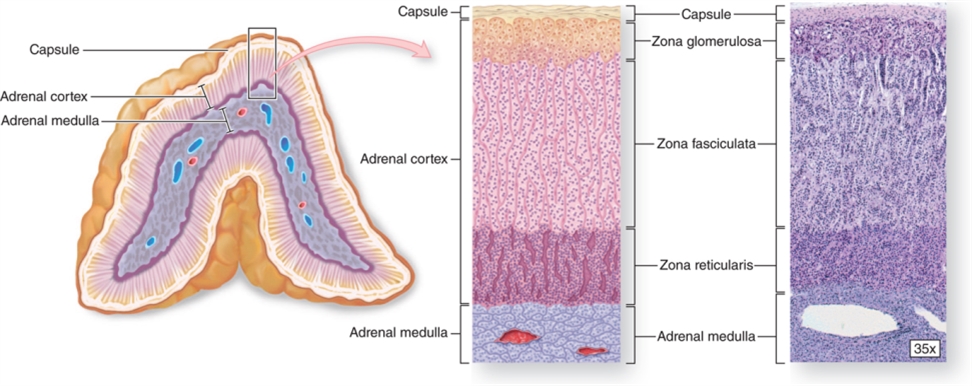 Capsule
Adrenal cortex
Adrenal medulla
Capsule
Adrenal cortex
Adrenal medulla
Capsule
Zona glomerulosa
Zona fasciculata
Zona reticularis
Adrenal medulla
35x